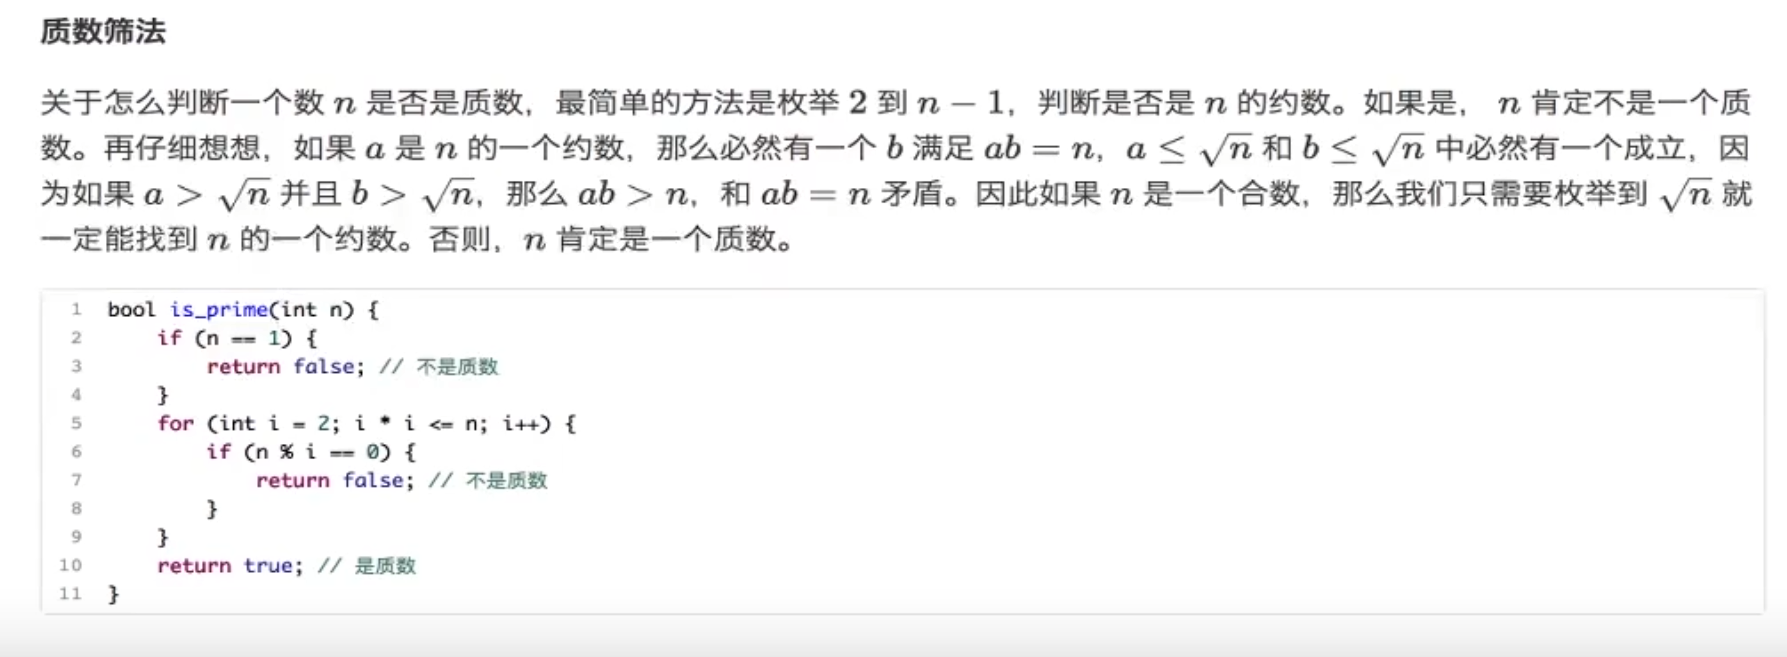 质数筛法
关于怎么判断一个数 n 是否是质数，最简单的方法是枚举 2 到 n − 1，判断是否是 n 的约数。如果是， n 肯定不是一个质
数。再仔细想想，如果 a 是 n 的一个约数，那么必然有一个 b 满足 ab = n，a ≤ √n 和 b ≤ √n 中必然有一个成立，因
为如果 a > √n 并且 b > √n，那么 ab > n，和 ab = n 矛盾。因此如果 n 是一个合数，那么我们只需要枚举到 √n 就
一定能找到 n 的一个约数。否则，n 肯定是一个质数。
1 bool is_prime(int n) {
2     if (n == 1) {
3         return false; // 不是质数
4     }
5     for (int i = 2; i * i <= n; i++) {
6         if (n % i == 0) {
7             return false; // 不是质数
8         }
9     }
10     return true; // 是质数
11 }